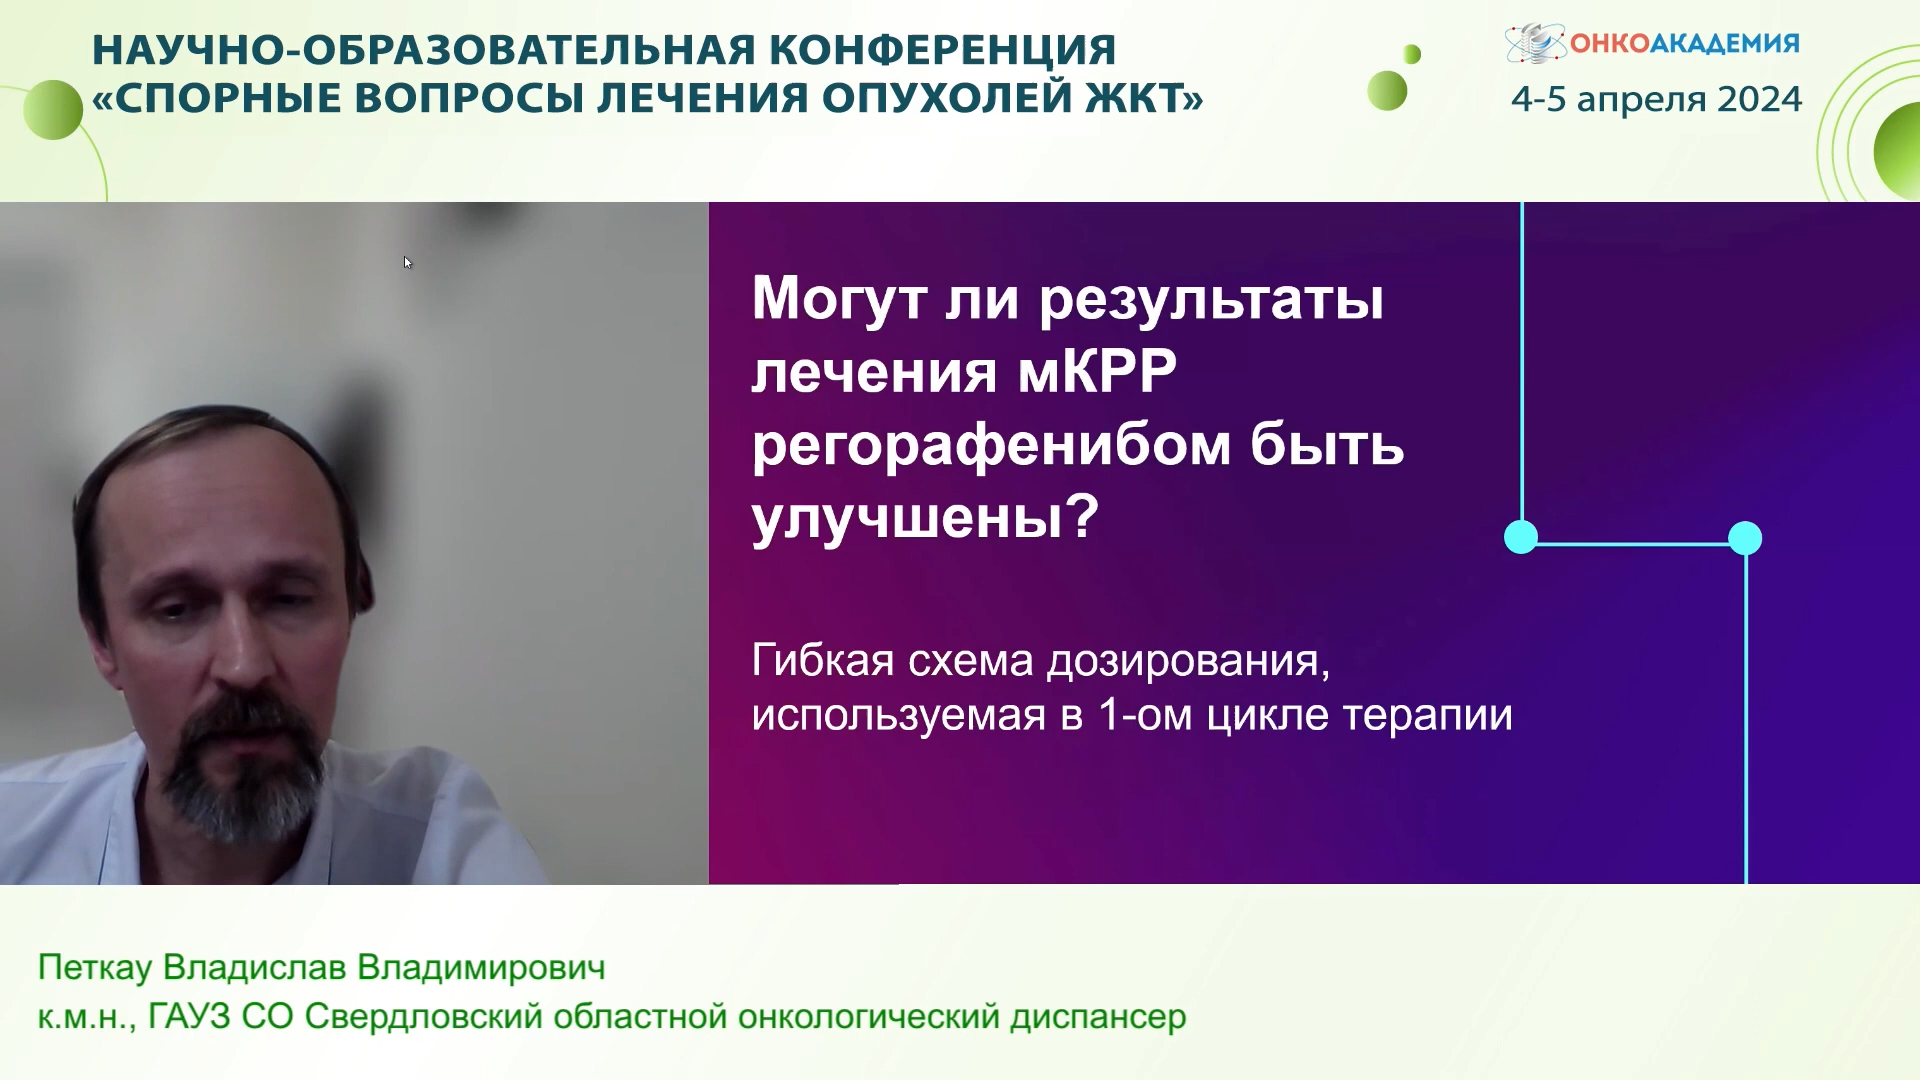 НАУЧНО-ОБРАЗОВАТЕЛЬНАЯ КОНФЕРЕНЦИЯ
«СПОРНЫЕ ВОПРОСЫ ЛЕЧЕНИЯ ОПУХОЛЕЙ ЖКТ»
ОНКОАКАДЕМИЯ
4-5 апреля 2024
Могут ли результаты
лечения мКРР
регорафенибом быть
улучшены?
Гибкая схема дозирования,
используемая в 1-ом цикле терапии
Петкау Владислав Владимирович
к.м.н., ГАУЗ СО Свердловский областной онкологический диспансер